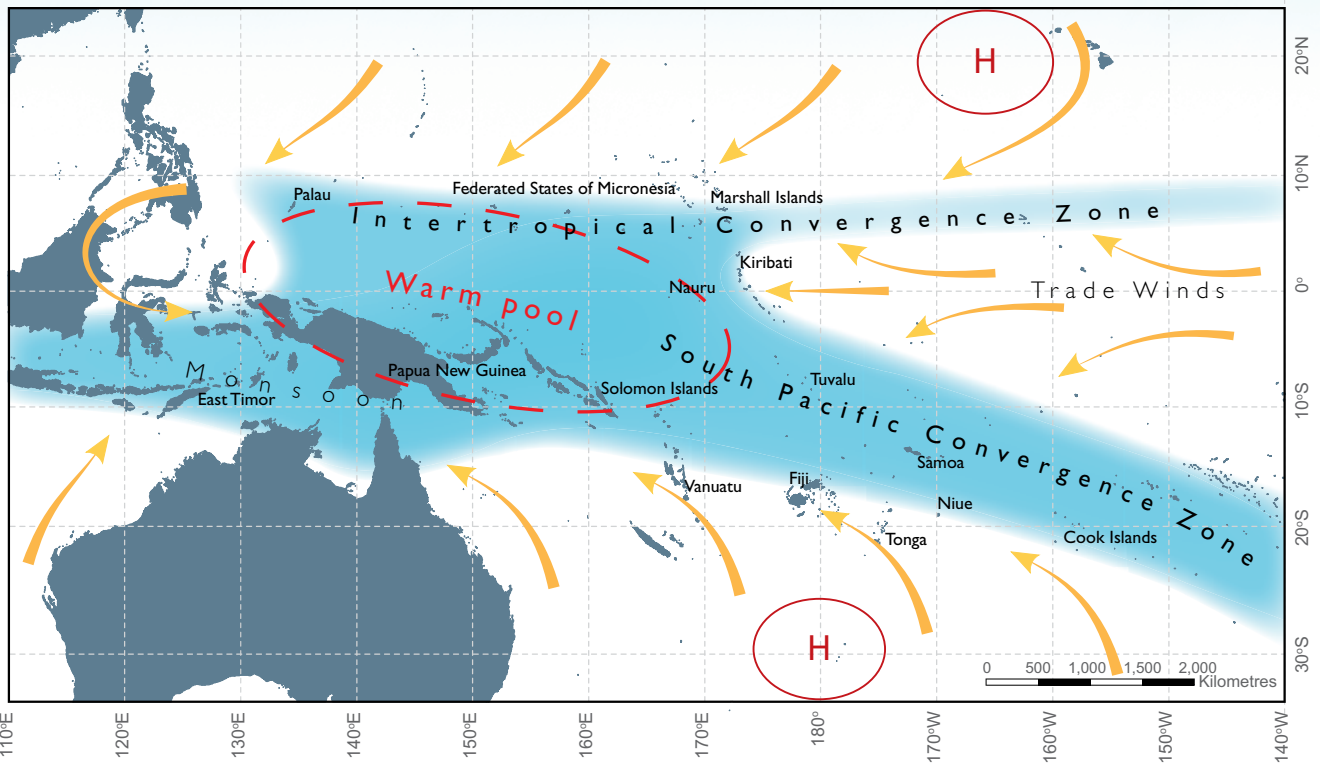 H
20°N
10°N
Palau
Federated States of Micronesia
Marshall Islands
Intertropical Convergence Zone
Kiribati
Warm pool
Nauru
Trade Winds
0°
South Pacific Convergence Zone
Monsoon
Papua New Guinea
East Timor
Solomon Islands
Tuvalu
10°S
Samoa
Vanuatu
Fiji
Niue
20°S
Tonga
Cook Islands
H
30°S
0 500 1,000 1,500 2,000
Kilometres
110°E 120°E 130°E 140°E 150°E 160°E 170°E 180° 170°W 160°W 150°W 140°W